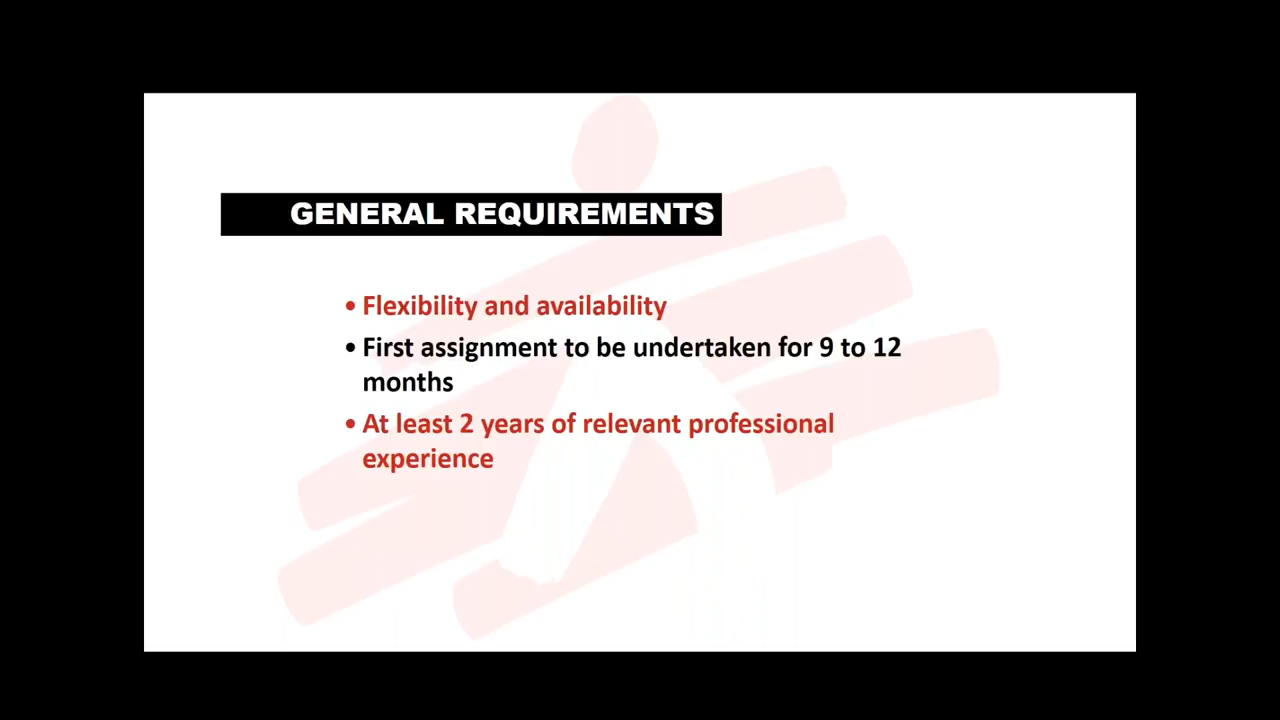 GENERAL REQUIREMENTS
• Flexibility and availability
• First assignment to be undertaken for 9 to 12
months
• At least 2 years of relevant professional
experience